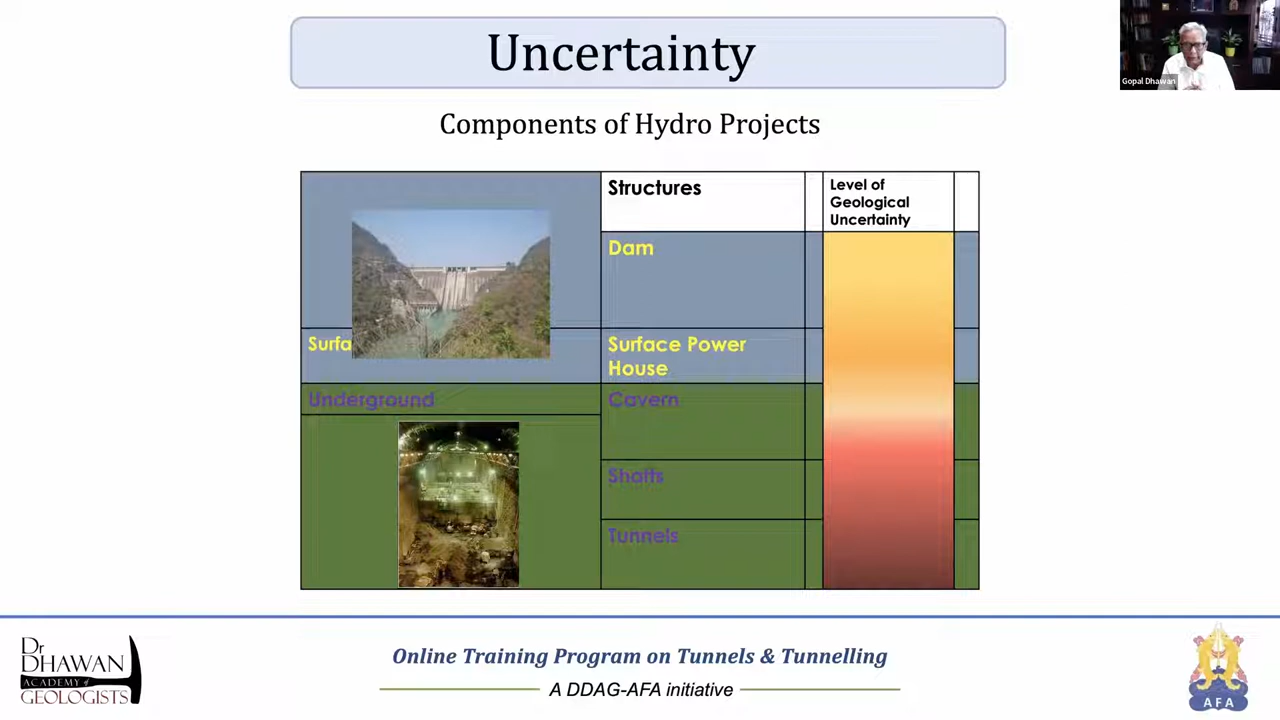 Uncertainty
Gopal Dhawan
Components of Hydro Projects
Structures
Level of
Geological
Uncertainty
Dam
Surfa
Surface Power
House
Underground
Cavern
Shafts
Tunnels
Dr
DHAWAN
ACADEMY of
GEOLOGISTS
Online Training Program on Tunnels & Tunnelling
A DDAG-AFA initiative
AFA